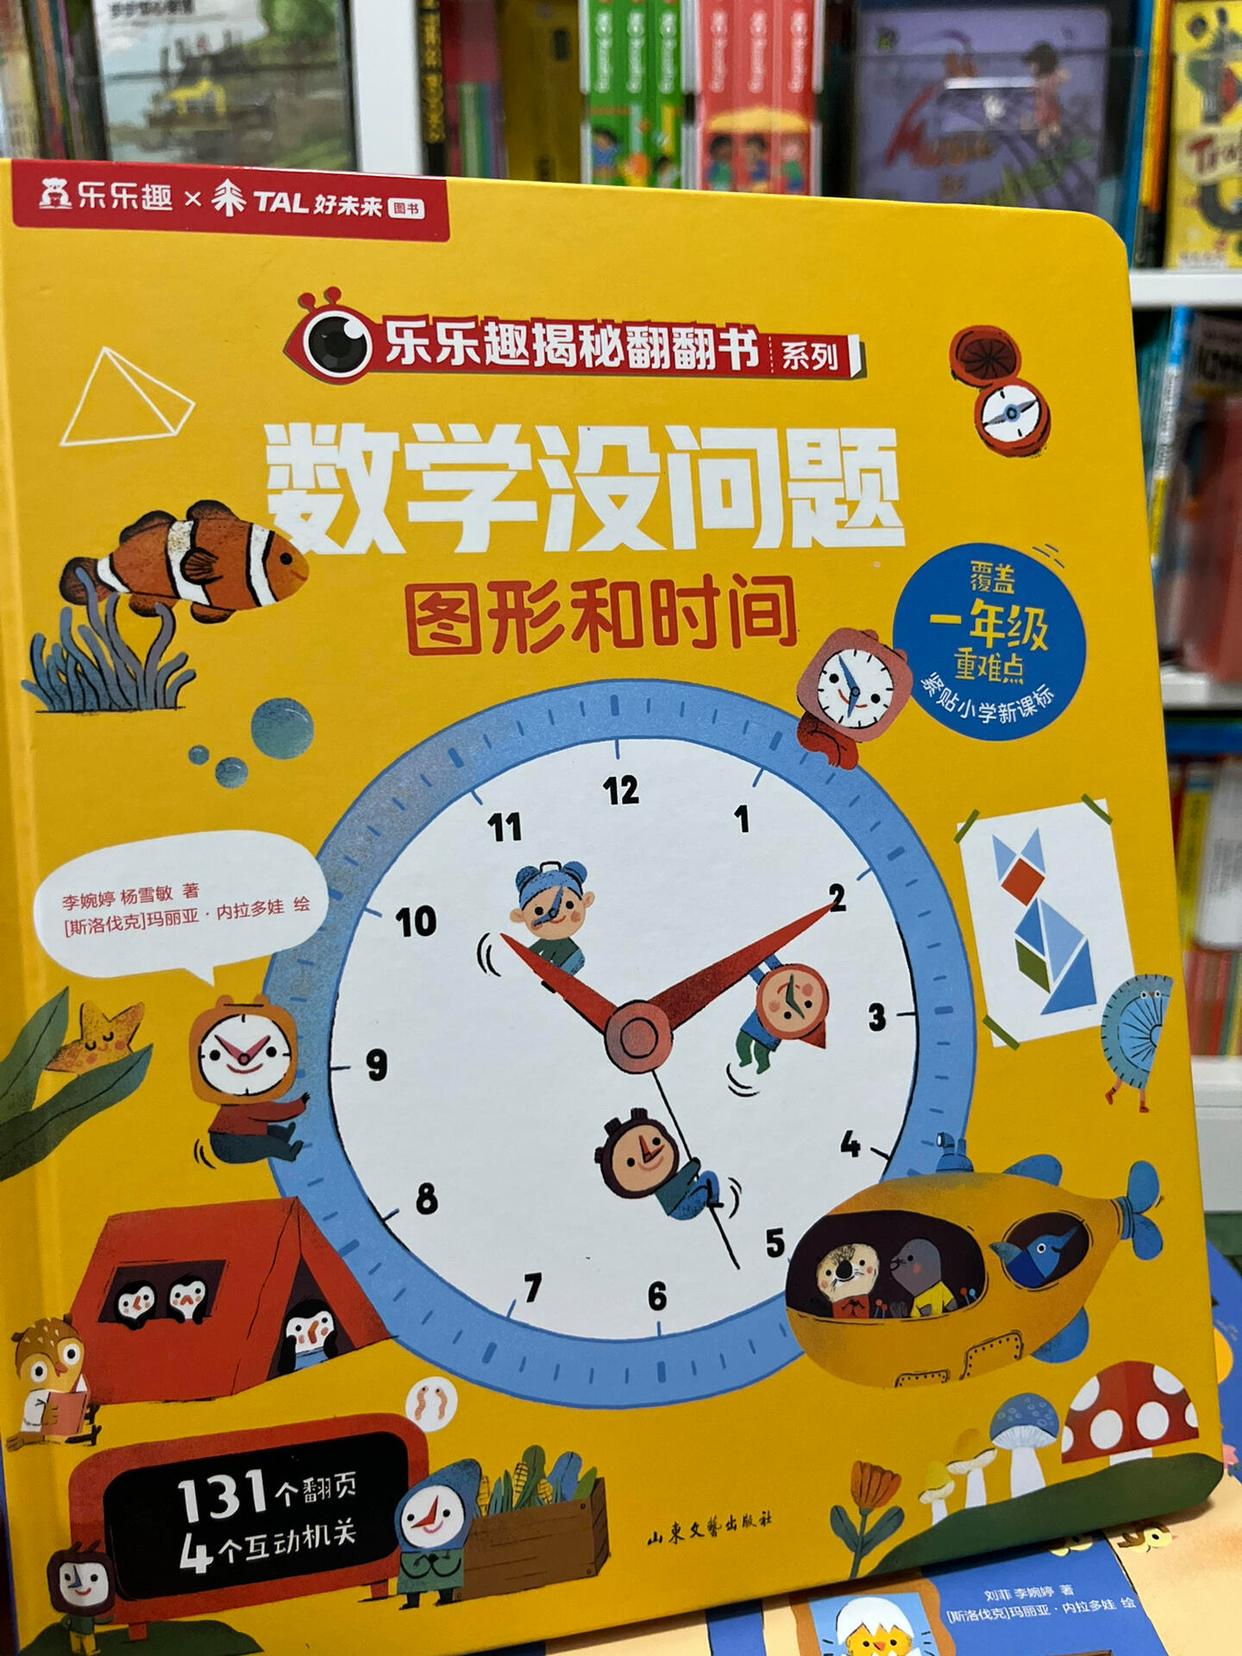 乐乐趣 × TAL 好未来 图书
乐乐趣揭秘翻翻书 系列
数学没问题
图形和时间
覆盖
一年级
重难点
紧贴小学新课标
李婉婷 杨雪敏 著
[斯洛伐克]玛丽亚·内拉多娃 绘
12
1
2
3
4
5
6
7
8
9
10
11
131个翻页
4个互动机关
山东文艺出版社
刘菲 李婉婷 著
[斯洛伐克]玛丽亚·内拉多娃 绘